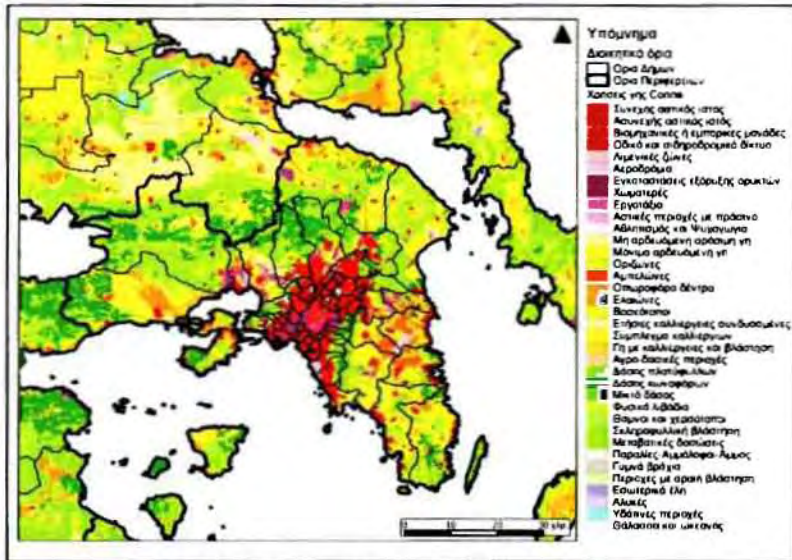 Υπόμνημα
Διοικητικά όρια
Όρια Δήμων
Όρια Περιφερειών
Χρήσεις γης Corine
Συνεχής αστικός ιστός
Ασυνεχής αστικός ιστός
Βιομηχανικές ή εμπορικές μονάδες
Οδικό και σιδηροδρομικό δίκτυο
Λιμενικές ζώνες
Αεροδρόμια
Εγκαταστάσεις εξόρυξης ορυκτών
Χωματερές
Εργοτάξια
Αστικές περιοχές με πράσινο
Αθλητισμός και Ψυχαγωγία
Μη αρδευόμενη αρόσιμη γη
Μόνιμα αρδευόμενη γη
Ορυζώνες
Αμπελώνες
Οπωροφόρα δέντρα
Ελαιώνες
Βοσκότοποι
Ετήσιες καλλιέργειες συνδυασμένες
Σύμπλεγμα καλλιεργειών
Γη με καλλιέργειες και βλάστηση
Αγρο-δασικές περιοχές
Δάσος πλατύφυλλων
Δάσος κωνοφόρων
Μικτό δάσος
Φυσικά λιβάδια
Θάμνοι και χερσότοποι
Σκληροφυλλική βλάστηση
Μεταβατικές δασώσεις
Παραλίες-Αμμόλοφοι-Άμμος
Γυμνά βράχια
Περιοχές με αραιή βλάστηση
Εσωτερικά έλη
Αλυκές
Υδάτινες περιοχές
Θάλασσα και ωκεανός
0 10 20 30 χλμ